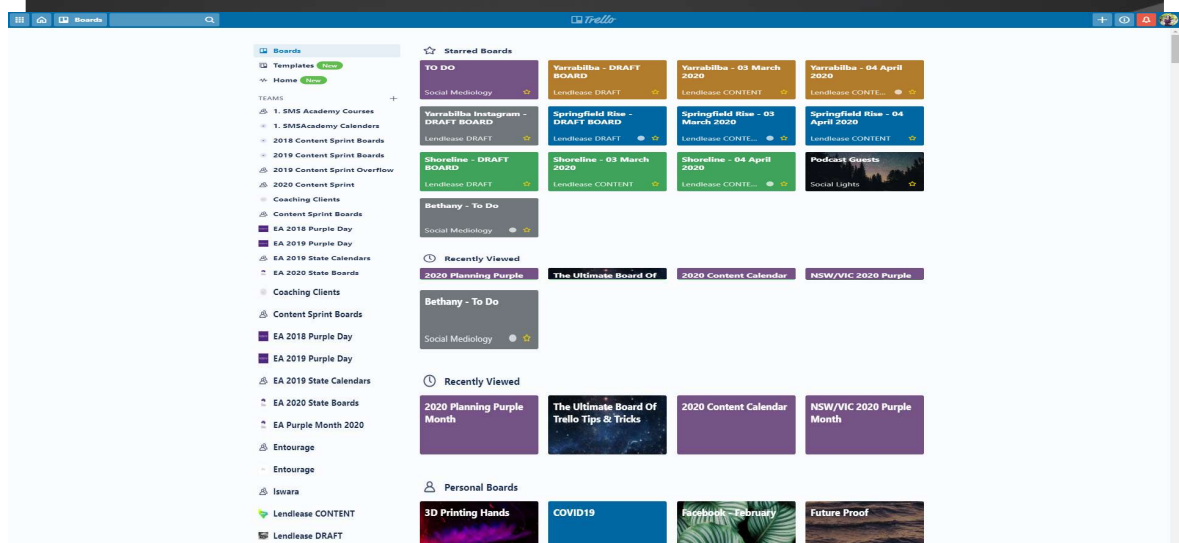 Boards
Trello
Boards
Templates New
Home New
TEAMS +
1. SMS Academy Courses
1. SMSAcademy Calenders
2018 Content Sprint Boards
2019 Content Sprint Boards
2019 Content Sprint Overflow
2020 Content Sprint
Coaching Clients
Content Sprint Boards
EA 2018 Purple Day
EA 2019 Purple Day
EA 2019 State Calendars
EA 2020 State Boards
Coaching Clients
Content Sprint Boards
EA 2018 Purple Day
EA 2019 Purple Day
EA 2019 State Calendars
EA 2020 State Boards
EA Purple Month 2020
Entourage
Entourage
Iswara
Lendlease CONTENT
Lendlease DRAFT
Starred Boards
TO DO
Social Mediology
Yarrabilba - DRAFT
BOARD
Lendlease DRAFT
Yarrabilba - 03 March
2020
Lendlease CONTENT
Yarrabilba - 04 April
2020
Lendlease CONTE...
Yarrabilba Instagram -
DRAFT BOARD
Lendlease DRAFT
Springfield Rise -
DRAFT BOARD
Lendlease DRAFT
Springfield Rise - 03
March 2020
Lendlease CONTE...
Springfield Rise - 04
April 2020
Lendlease CONTENT
Shoreline - DRAFT
BOARD
Lendlease DRAFT
Shoreline - 03 March
2020
Lendlease CONTENT
Shoreline - 04 April
2020
Lendlease CONTE...
Podcast Guests
Social Lights
Bethany - To Do
Social Mediology
Recently Viewed
2020 Planning Purple
The Ultimate Board Of
2020 Content Calendar
NSW/VIC 2020 Purple
Bethany - To Do
Social Mediology
Recently Viewed
2020 Planning Purple
Month
The Ultimate Board Of
Trello Tips & Tricks
2020 Content Calendar
NSW/VIC 2020 Purple
Month
Personal Boards
3D Printing Hands
COVID19
Facebook - February
Future Proof